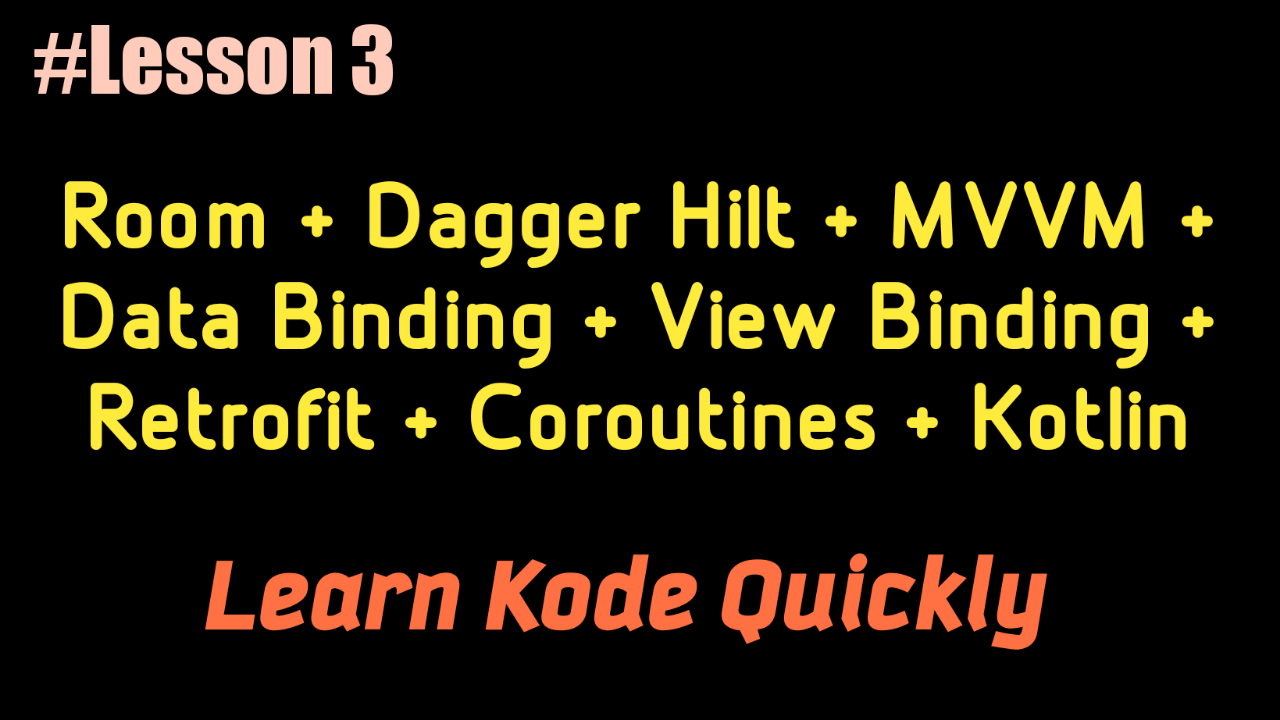 #Lesson 3
Room + Dagger Hilt + MVVM +
Data Binding + View Binding +
Retrofit + Coroutines + Kotlin
Learn Kode Quickly